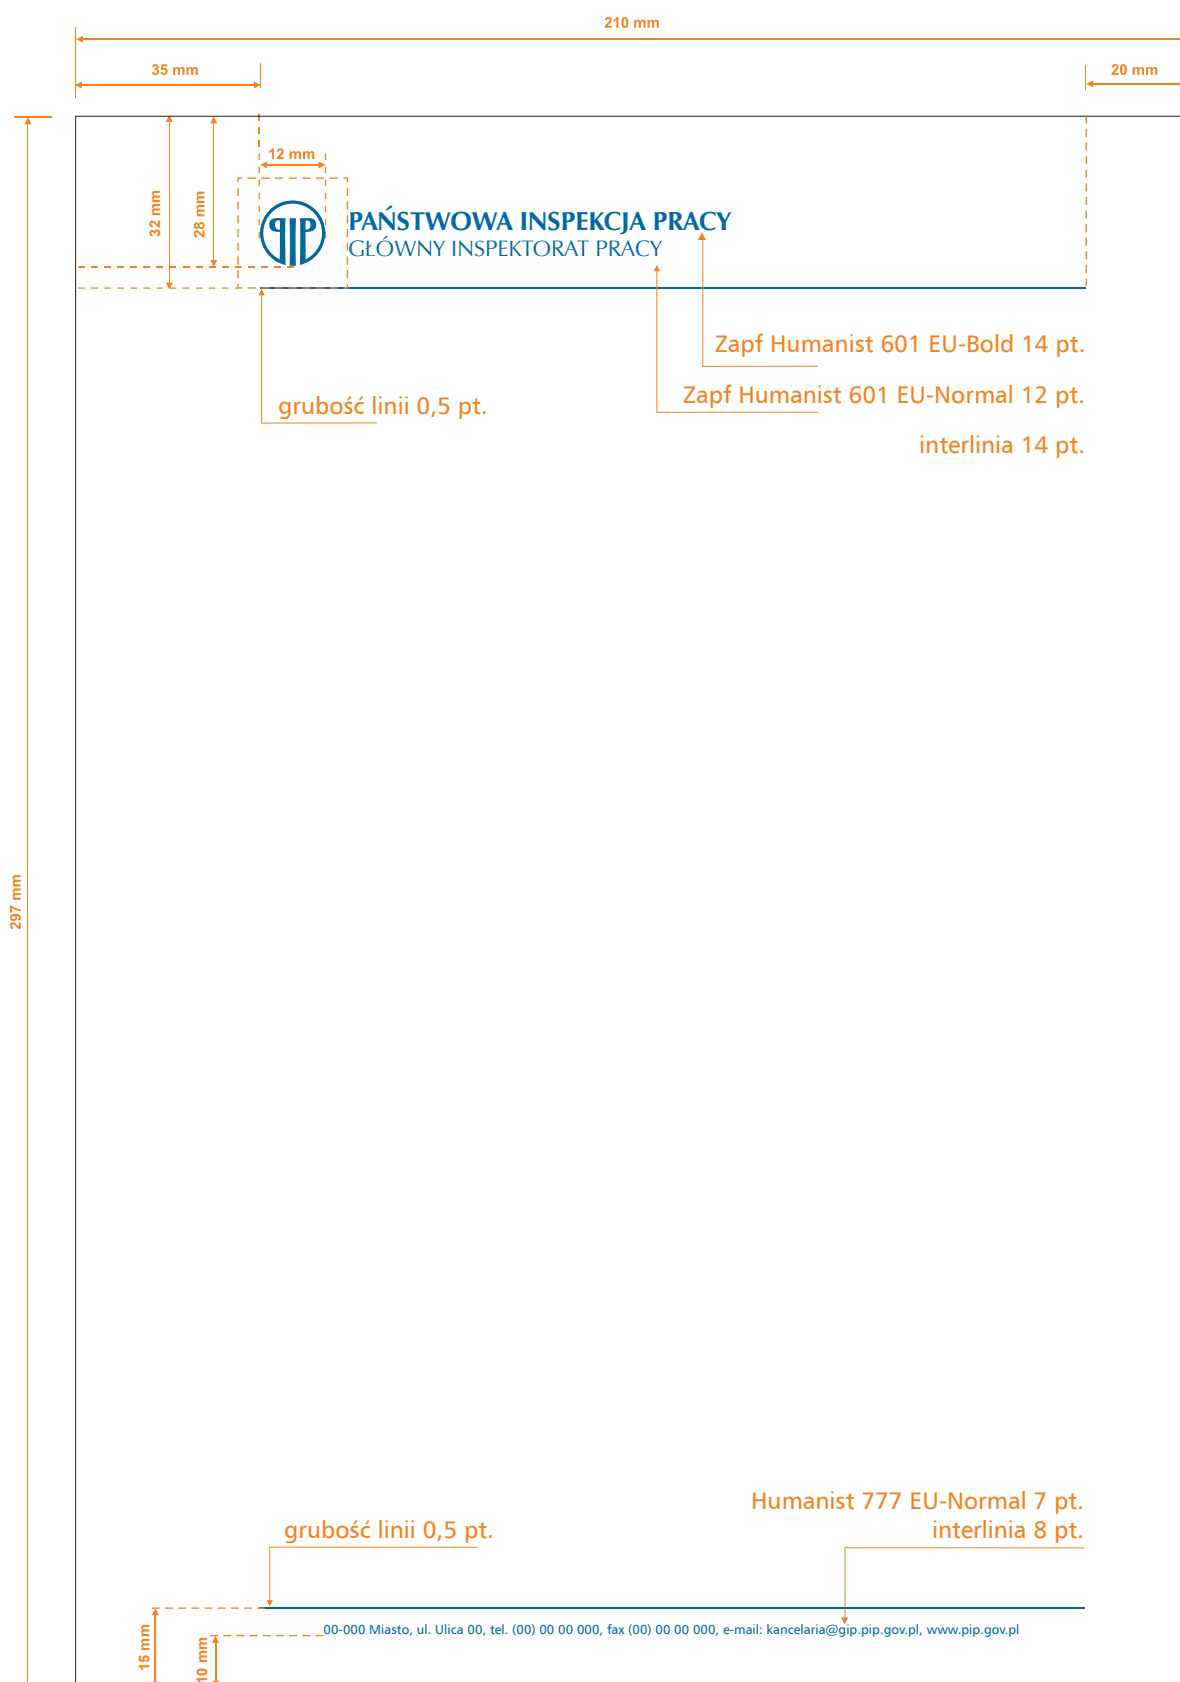 210 mm
35 mm
20 mm
12 mm
32 mm
28 mm
PIP
PAŃSTWOWA INSPEKCJA PRACY
GŁÓWNY INSPEKTORAT PRACY
Zapf Humanist 601 EU-Bold 14 pt.
Zapf Humanist 601 EU-Normal 12 pt.
grubość linii 0,5 pt.
interlinia 14 pt.
297 mm
Humanist 777 EU-Normal 7 pt.
grubość linii 0,5 pt.
interlinia 8 pt.
00-000 Miasto, ul. Ulica 00, tel. (00) 00 00 000, fax (00) 00 00 000, e-mail: kancelaria@gip.pip.gov.pl, www.pip.gov.pl
15 mm
10 mm